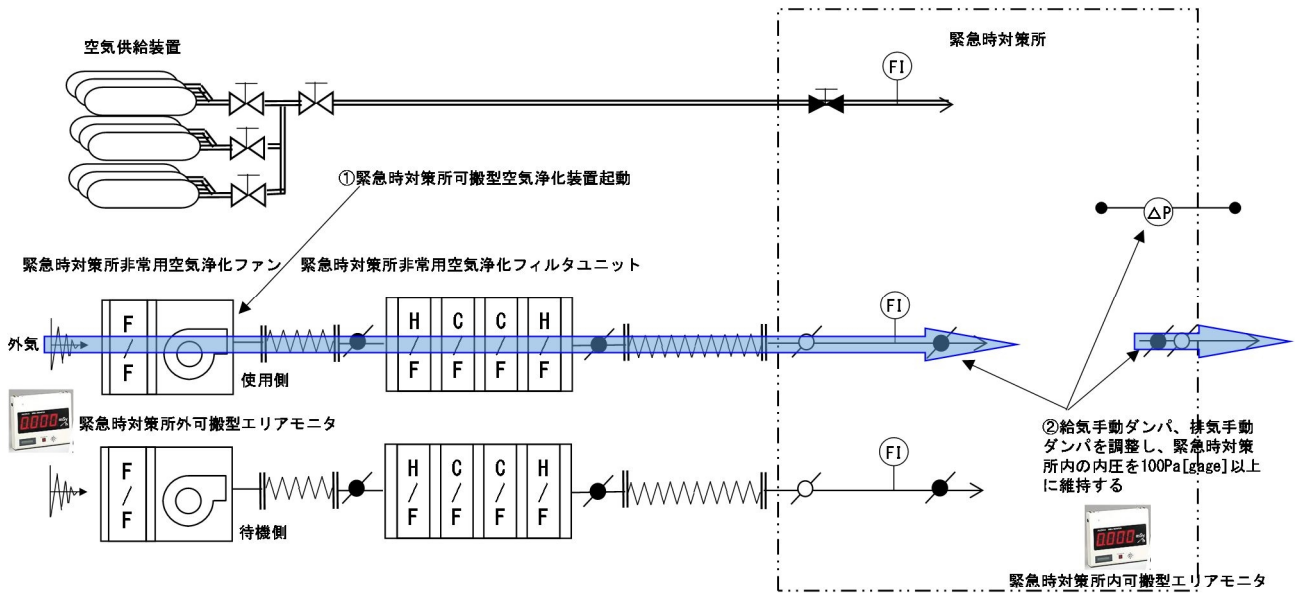 緊急時対策所
空気供給装置
FI
①緊急時対策所可搬型空気浄化装置起動
△P
緊急時対策所非常用空気浄化ファン
緊急時対策所非常用空気浄化フィルタユニット
外気
F/F
H/F
C/F
C/F
H/F
FI
使用側
0.000
緊急時対策所外可搬型エリアモニタ
②給気手動ダンパ、排気手動
ダンパを調整し、緊急時対策
所内の内圧を100Pa[gage]以上
に維持する
F/F
H/F
C/F
C/F
H/F
FI
待機側
0.000
緊急時対策所内可搬型エリアモニタ